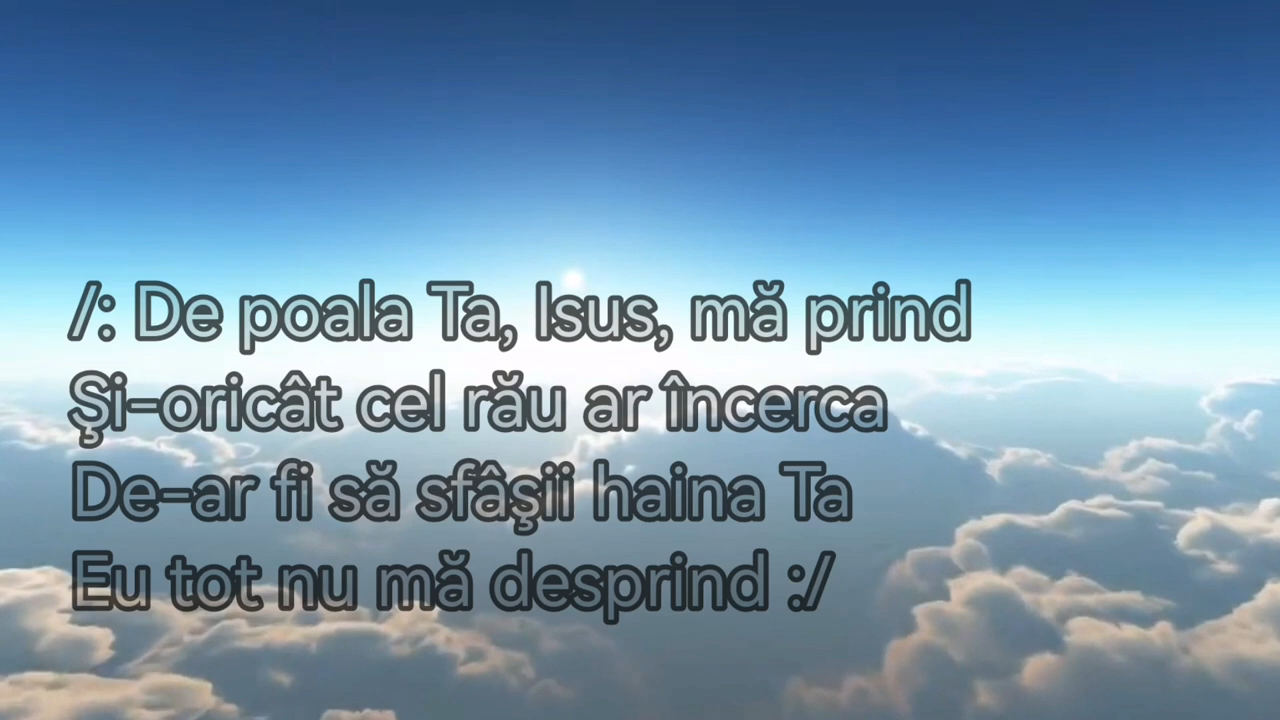 /: De poala Ta, Isus, mă prind
Şi-oricât cel rău ar încerca
De-ar fi să sfâşii haina Ta
Eu tot nu mă desprind :/